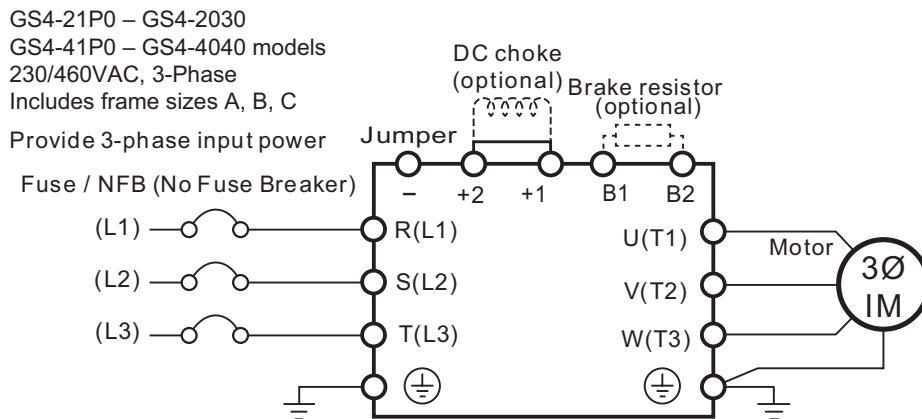 GS4-21P0 – GS4-2030
GS4-41P0 – GS4-4040 models
230/460VAC, 3-Phase
Includes frame sizes A, B, C
Provide 3-phase input power
DC choke
(optional)
Brake resistor
(optional)
Jumper
– +2 +1 B1 B2
Fuse / NFB (No Fuse Breaker)
(L1) R(L1) U(T1)
Motor
(L2) S(L2) V(T2)
3Ø
IM
(L3) T(L3) W(T3)